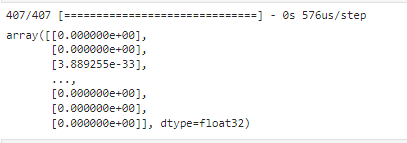 407/407 [==============================] - 0s 576us/step
array([[0.000000e+00],
[0.000000e+00],
[3.889255e-33],
...,
[0.000000e+00],
[0.000000e+00],
[0.000000e+00]], dtype=float32)